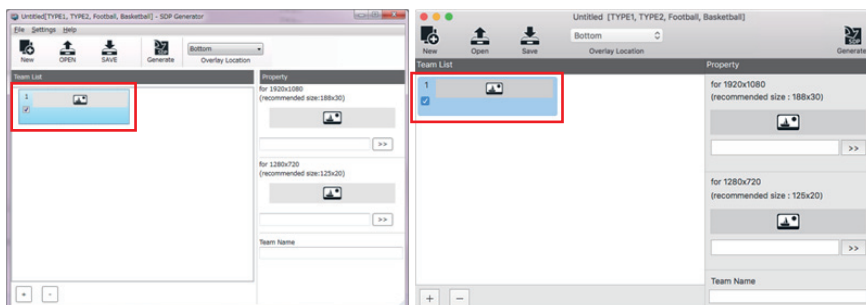 Untitled[TYPE1, TYPE2, Football, Basketball] - SDP Generator
File Settings Help
New OPEN SAVE Generate Bottom
Overlay Location
Team List Property
1
for 1920x1080
(recommended size:188x30)
>>
for 1280x720
(recommended size:125x20)
>>
Team Name
+ -
Untitled [TYPE1, TYPE2, Football, Basketball]
Bottom
SDP
New Open Save Overlay Location Generate
Team List Property
1
for 1920x1080
(recommended size : 188x30)
>>
for 1280x720
(recommended size : 125x20)
>>
Team Name
+ −